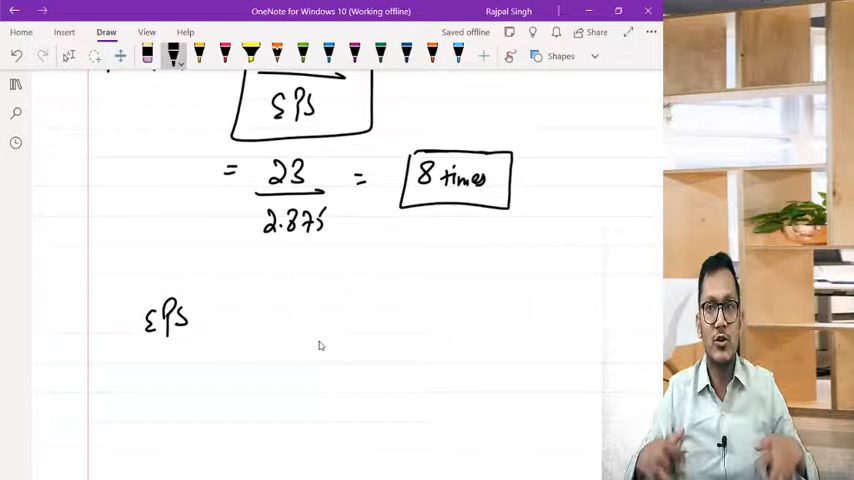 OneNote for Windows 10 (Working offline)
Rajpal Singh
Home Insert Draw View Help
Saved offline
Share
Shapes
EPS
= 23 = 8 times
2.875
EPS